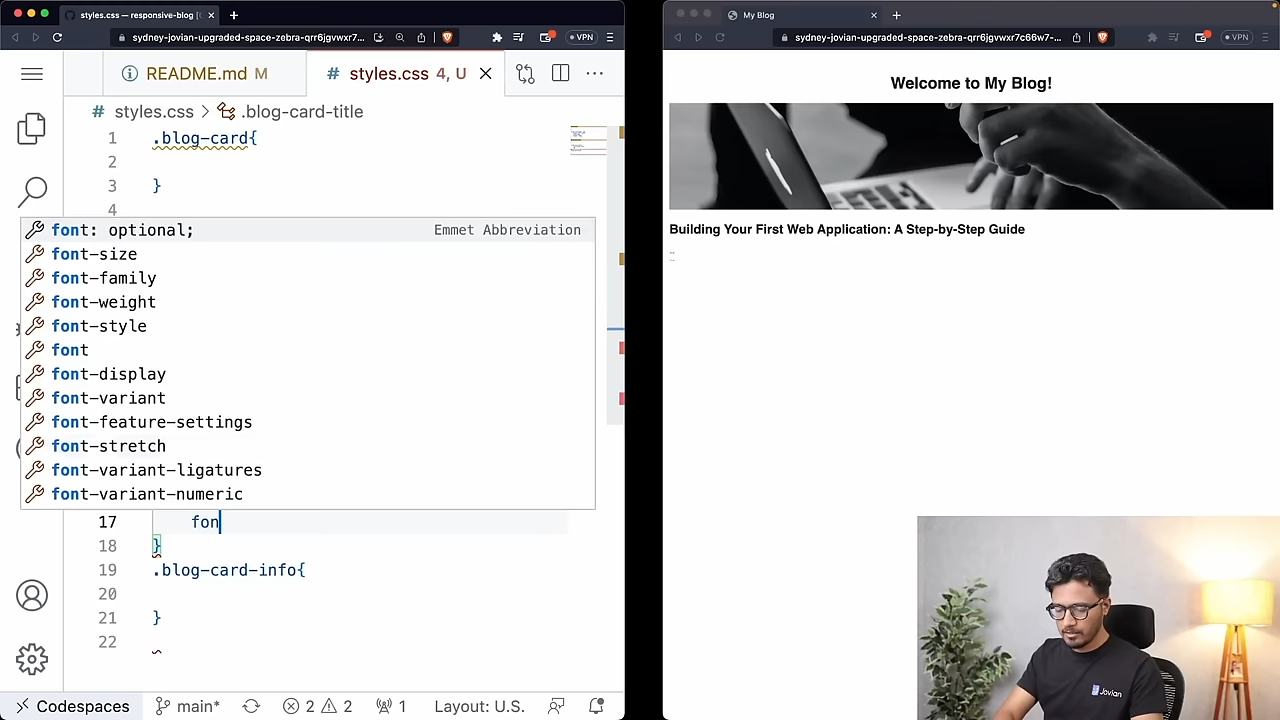 styles.css — responsive-blog [
sydney-jovian-upgraded-space-zebra-qrr6jgvwxr7...
VPN
README.md M
# styles.css 4, U
# styles.css > .blog-card-title
1 .blog-card{
2
3 }
4
font: optional; Emmet Abbreviation
font-size
font-family
font-weight
font-style
font
font-display
font-variant
font-feature-settings
font-stretch
font-variant-ligatures
font-variant-numeric
17 fon
18 }
19 .blog-card-info{
20
21 }
22
Codespaces main* 2 2 1 Layout: U.S.
My Blog
sydney-jovian-upgraded-space-zebra-qrr6jgvwxr7c66w7-...
VPN
Welcome to My Blog!
Building Your First Web Application: A Step-by-Step Guide
Jovian